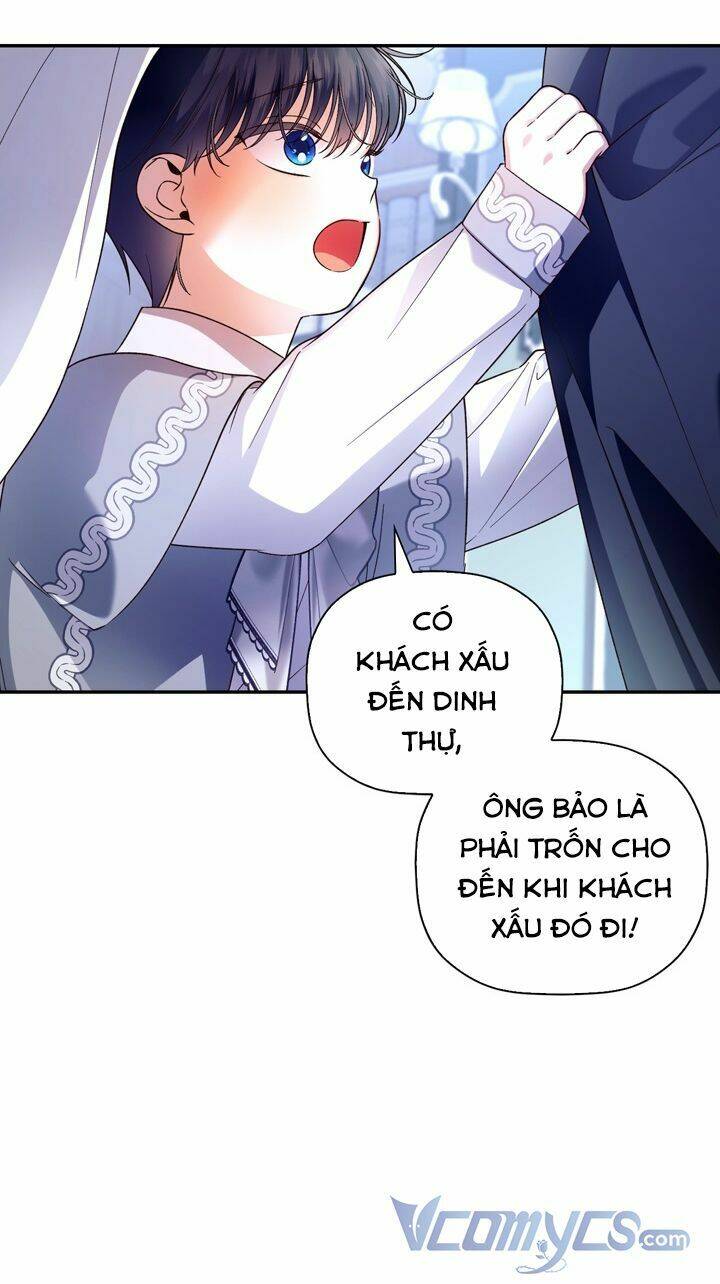 CÓ
KHÁCH XẤU
ĐẾN DINH
THỰ,
ÔNG BẢO LÀ
PHẢI TRỐN CHO
ĐẾN KHI KHÁCH
XẤU ĐÓ ĐI!
VCOMYCS.com